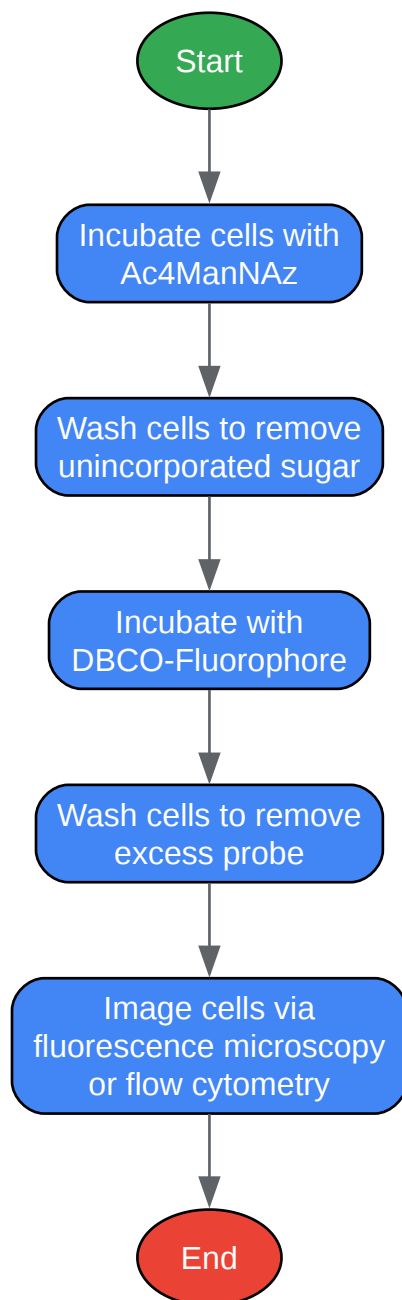 Start
Incubate cells with
Ac4ManNAz
Wash cells to remove
unincorporated sugar
Incubate with
DBCO-Fluorophore
Wash cells to remove
excess probe
Image cells via
fluorescence microscopy
or flow cytometry
End